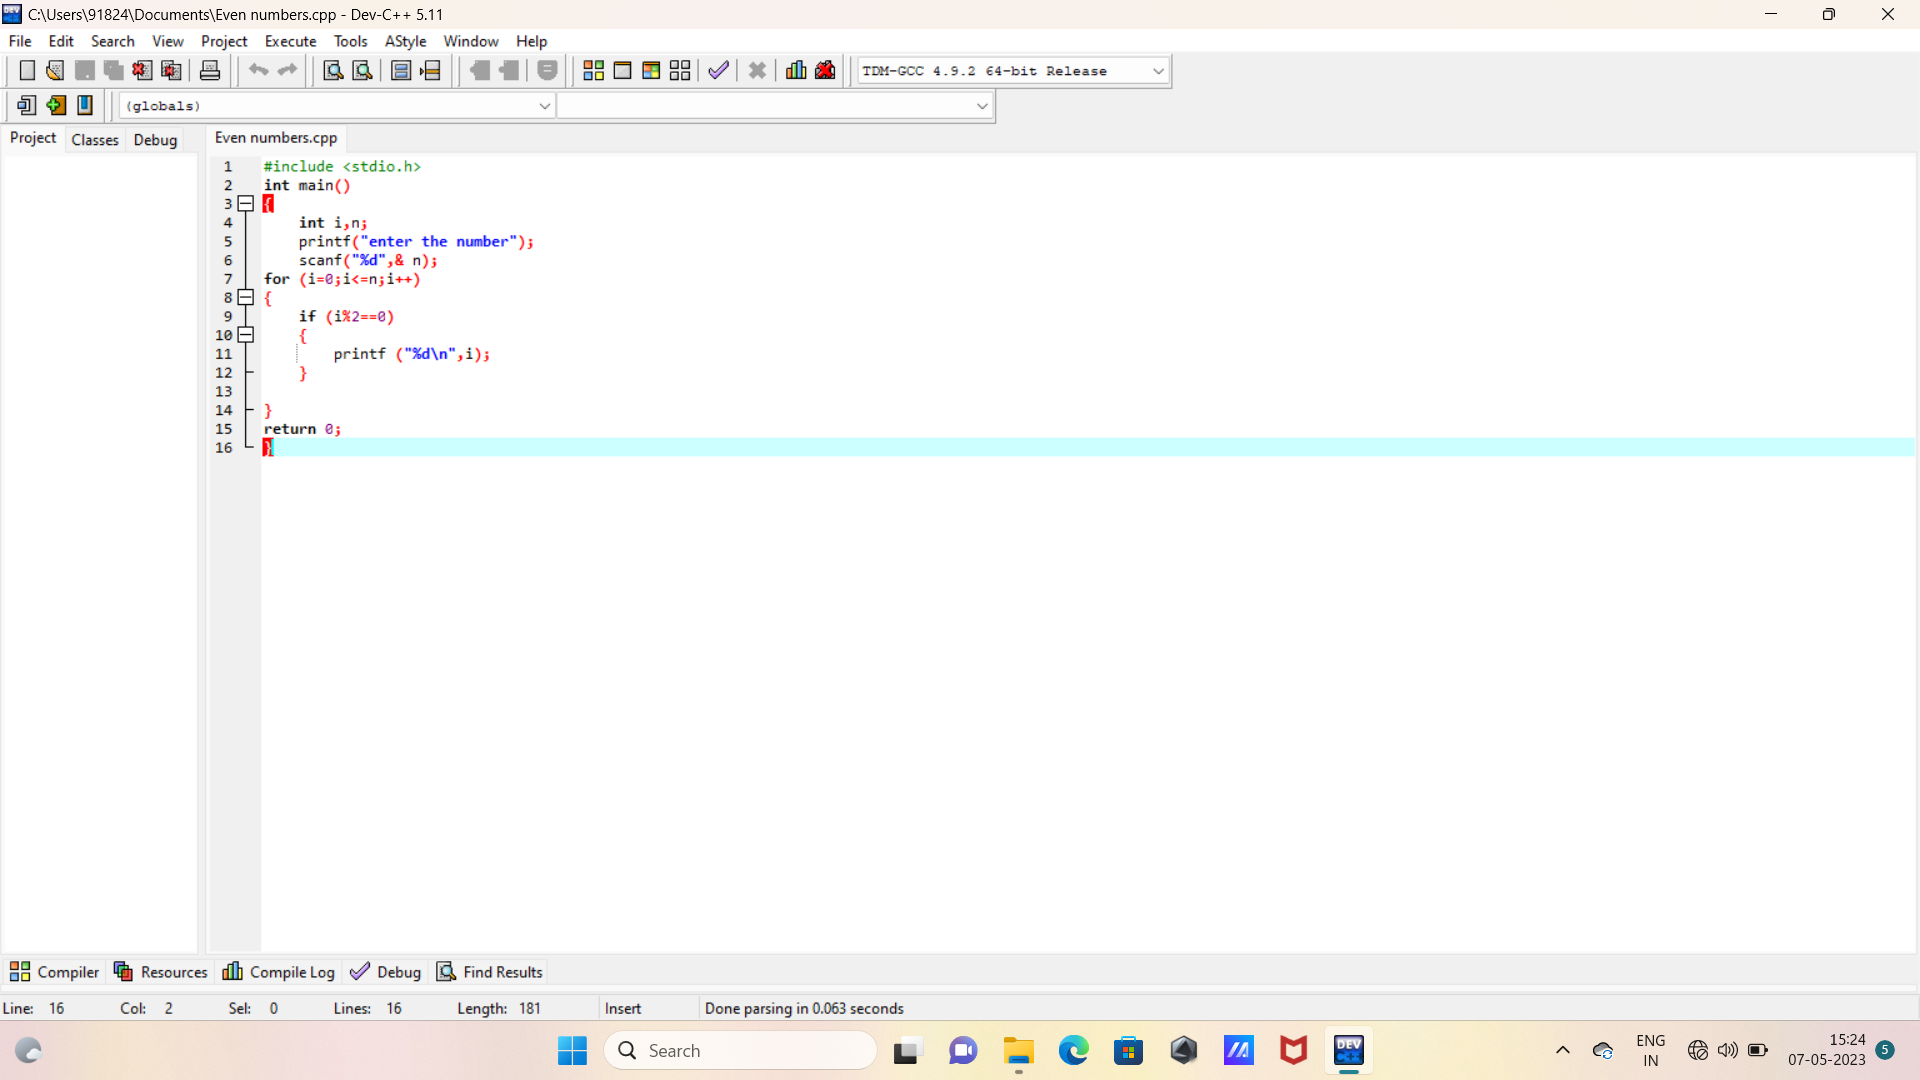 C:\Users\91824\Documents\Even numbers.cpp - Dev-C++ 5.11
File Edit Search View Project Execute Tools AStyle Window Help
TDM-GCC 4.9.2 64-bit Release
(globals)
Project Classes Debug Even numbers.cpp
1 #include <stdio.h>
2 int main()
3 {
4 int i,n;
5 printf("enter the number");
6 scanf("%d",& n);
7 for (i=0;i<=n;i++)
8 {
9 if (i%2==0)
10 {
11 printf ("%d\n",i);
12 }
13
14 }
15 return 0;
16 }
Compiler Resources Compile Log Debug Find Results
Line: 16 Col: 2 Sel: 0 Lines: 16 Length: 181 Insert Done parsing in 0.063 seconds
Search DEV C++ ENG 15:24
IN 07-05-2023 5